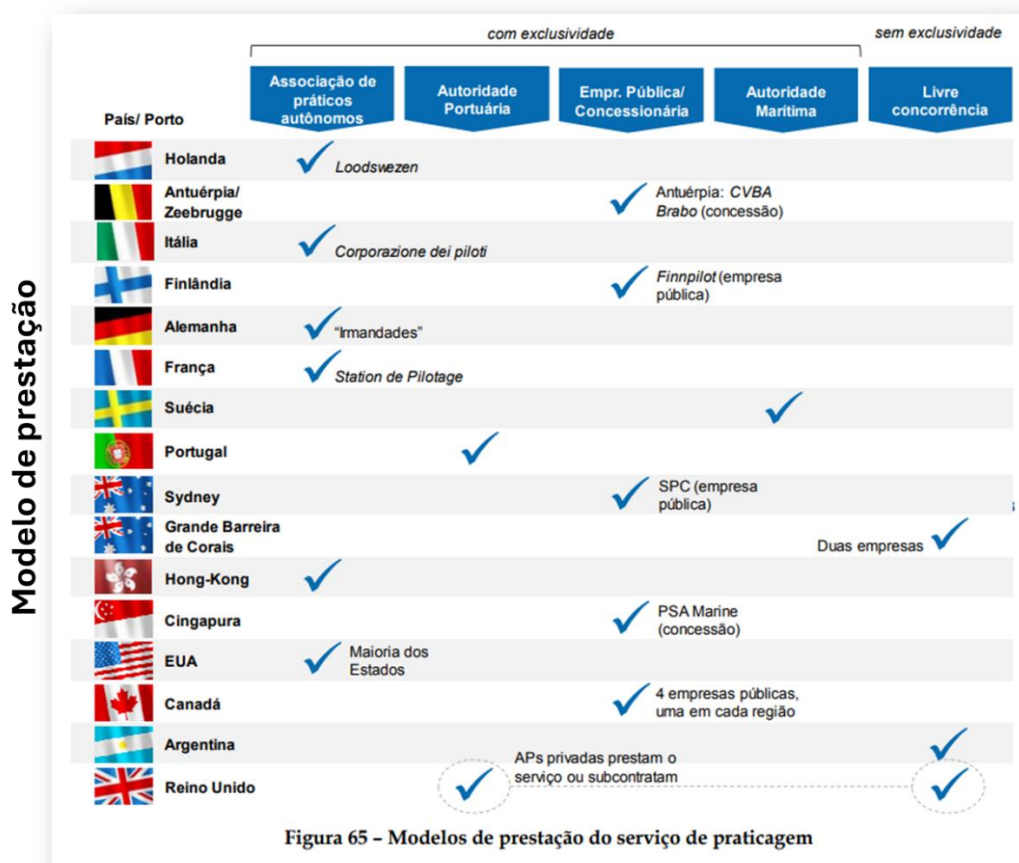 Modelo de prestação
com exclusividade
sem exclusividade
País/ Porto
Associação de
práticos
autônomos
Autoridade
Portuária
Empr. Pública/
Concessionária
Autoridade
Marítima
Livre
concorrência
Holanda
Loodswezen
Antuérpia/
Zeebrugge
Antuérpia: CVBA
Brabo (concessão)
Itália
Corporazione dei piloti
Finlândia
Finnpilot (empresa
pública)
Alemanha
"Irmandades"
França
Station de Pilotage
Suécia
Portugal
Sydney
SPC (empresa
pública)
Grande Barreira
de Corais
Duas empresas
Hong-Kong
Cingapura
PSA Marine
(concessão)
EUA
Maioria dos
Estados
Canadá
4 empresas públicas,
uma em cada região
Argentina
Reino Unido
APs privadas prestam o
serviço ou subcontratam
Figura 65 – Modelos de prestação do serviço de praticagem